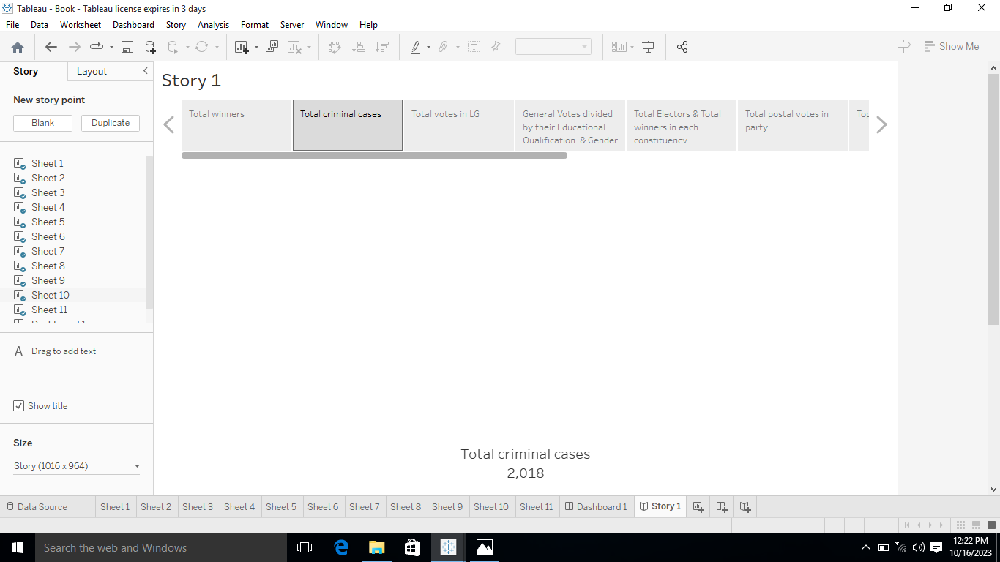 Tableau - Book - Tableau license expires in 3 days
File Data Worksheet Dashboard Story Analysis Format Server Window Help
Show Me
Story Layout
New story point
Blank Duplicate
Sheet 1
Sheet 2
Sheet 3
Sheet 4
Sheet 5
Sheet 6
Sheet 7
Sheet 8
Sheet 9
Sheet 10
Sheet 11
A Drag to add text
Show title
Size
Story (1016 x 964)
Story 1
Total winners
Total criminal cases
Total votes in LG
General Votes divided
by their Educational
Qualification & Gender
Total Electors & Total
winners in each
constituency
Total postal votes in
party
Total criminal cases
2,018
Data Source Sheet 1 Sheet 2 Sheet 3 Sheet 4 Sheet 5 Sheet 6 Sheet 7 Sheet 8 Sheet 9 Sheet 10 Sheet 11 Dashboard 1 Story 1
Search the web and Windows
12:22 PM
10/16/2023